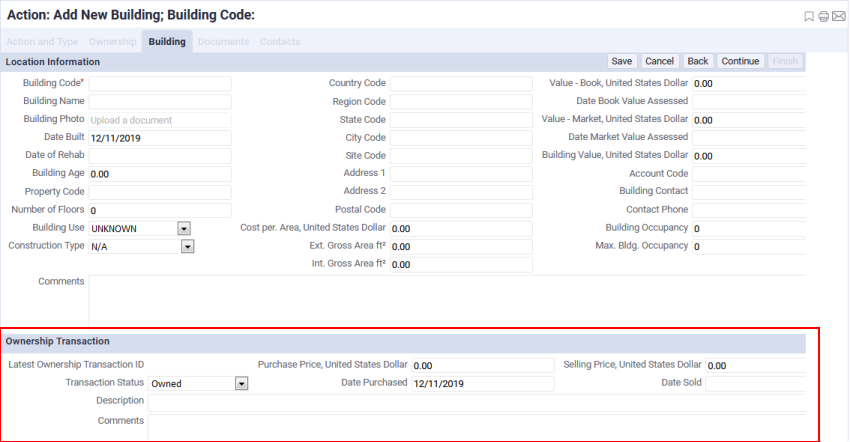 Action: Add New Building; Building Code:
Action and Type Ownership Building Documents Contacts
Location Information Save Cancel Back Continue Finish
Building Code* Country Code Value - Book, United States Dollar 0.00
Building Name Region Code Date Book Value Assessed
Building Photo Upload a document State Code Value - Market, United States Dollar 0.00
Date Built 12/11/2019 City Code Date Market Value Assessed
Date of Rehab Site Code Building Value, United States Dollar 0.00
Building Age 0.00 Address 1 Account Code
Property Code Address 2 Building Contact
Number of Floors 0 Postal Code Contact Phone
Building Use UNKNOWN Cost per. Area, United States Dollar 0.00 Building Occupancy 0
Construction Type N/A Ext. Gross Area ft² 0.00 Max. Bldg. Occupancy 0
Int. Gross Area ft² 0.00
Comments
Ownership Transaction
Latest Ownership Transaction ID Purchase Price, United States Dollar 0.00 Selling Price, United States Dollar 0.00
Transaction Status Owned Date Purchased 12/11/2019 Date Sold
Description
Comments